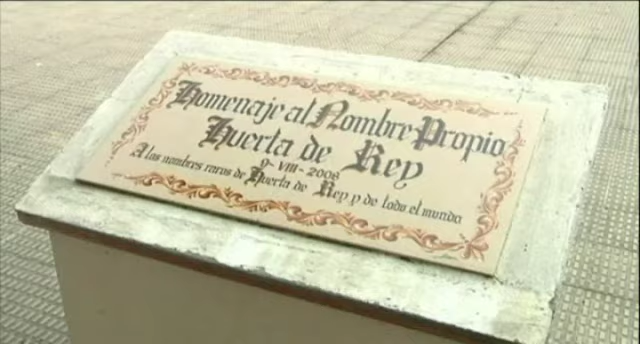 Homenaje al Nombre Propio
Huerta de Rey
9-VIII-2008
A los nombres raros de Huerta de Rey y de todo el mundo